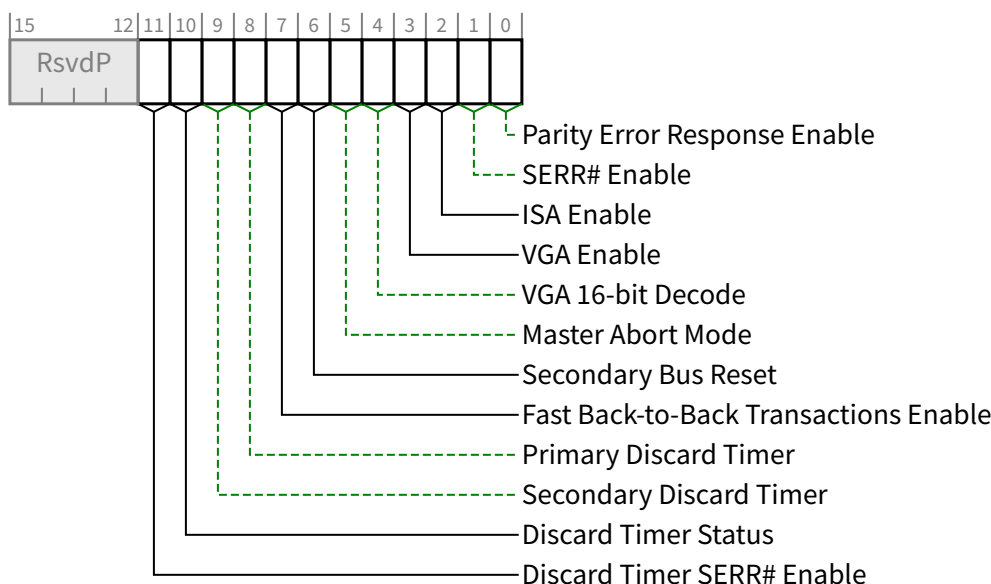 15 12 11 10 9 8 7 6 5 4 3 2 1 0
RsvdP
Parity Error Response Enable
SERR# Enable
ISA Enable
VGA Enable
VGA 16-bit Decode
Master Abort Mode
Secondary Bus Reset
Fast Back-to-Back Transactions Enable
Primary Discard Timer
Secondary Discard Timer
Discard Timer Status
Discard Timer SERR# Enable